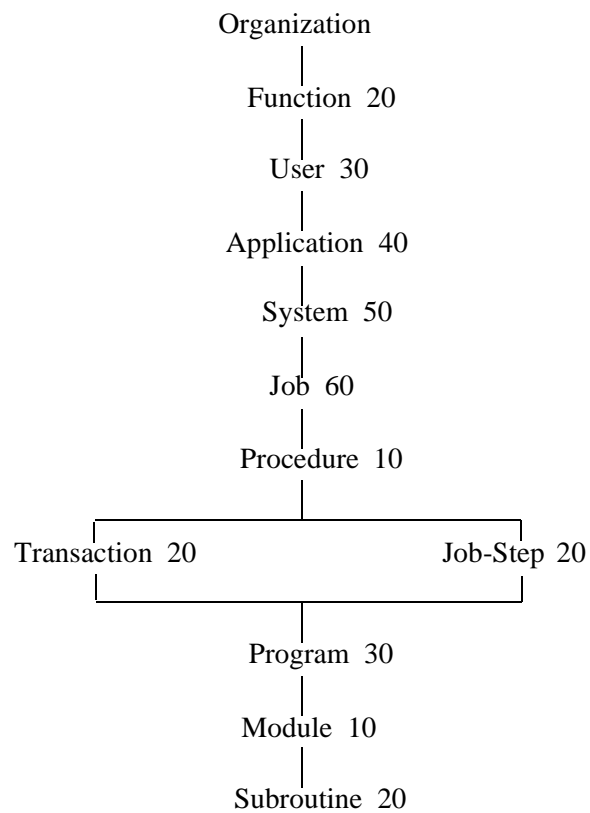 Organization
Function 20
User 30
Application 40
System 50
Job 60
Procedure 10
Transaction 20 Job-Step 20
Program 30
Module 10
Subroutine 20